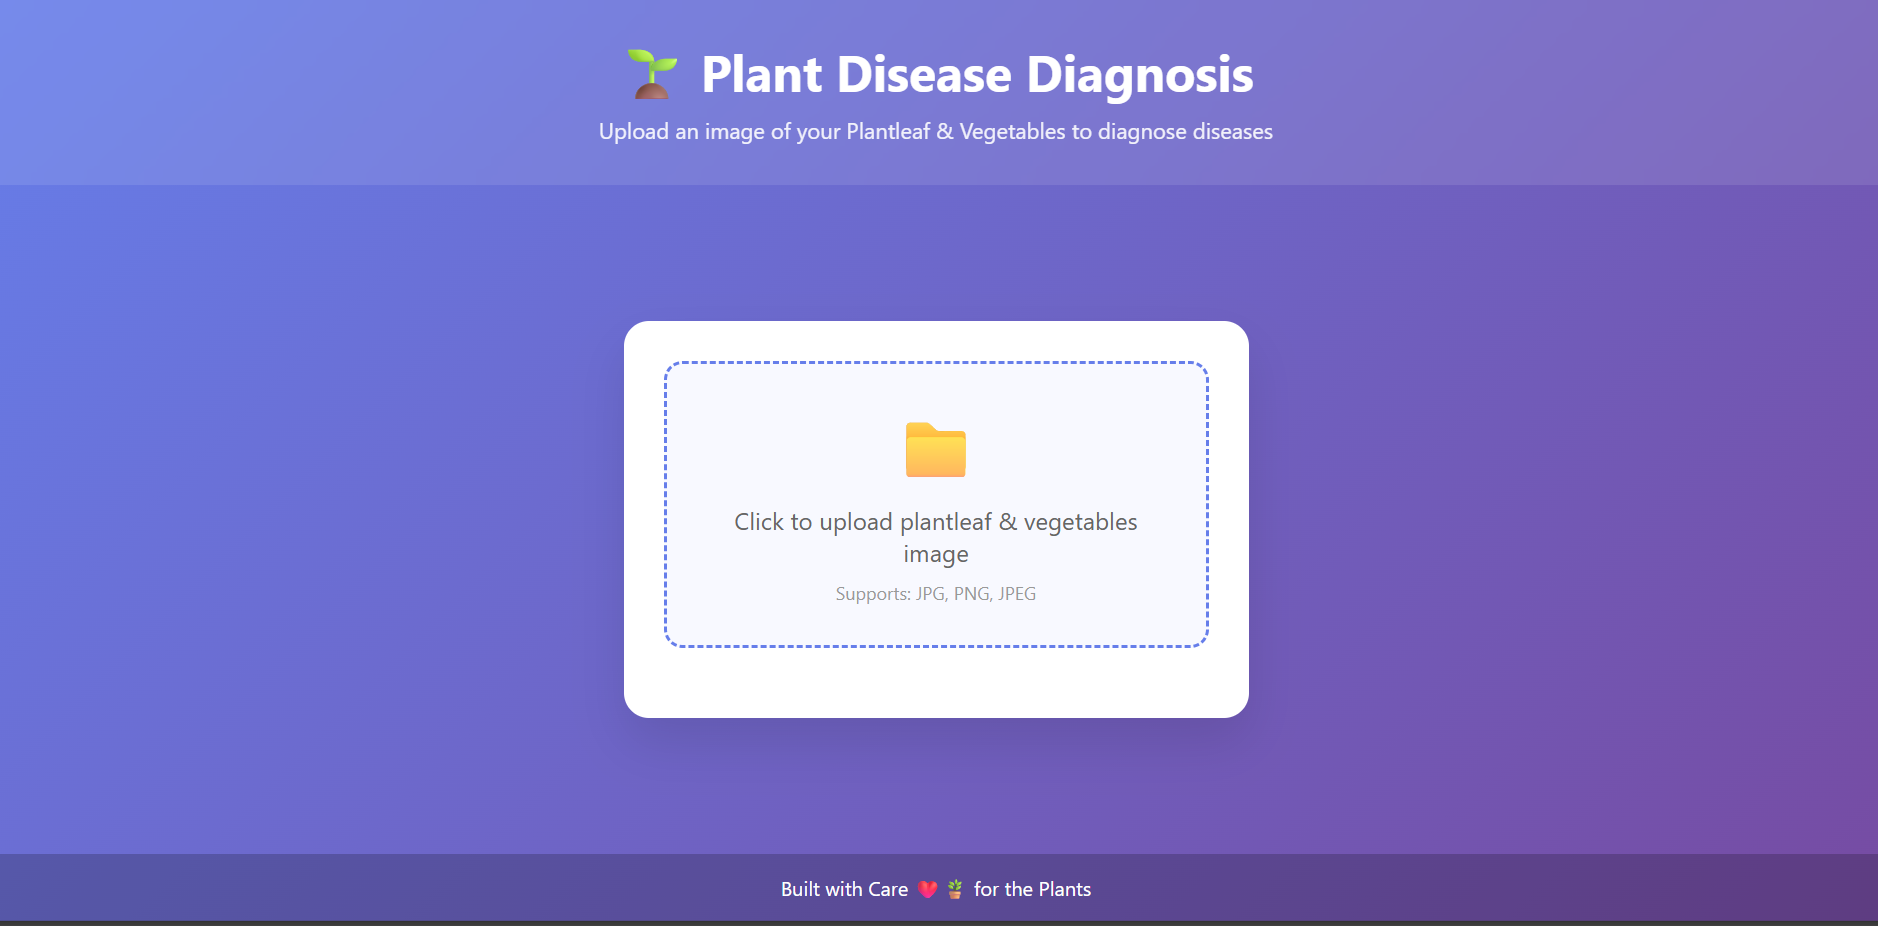 Plant Disease Diagnosis
Upload an image of your Plantleaf & Vegetables to diagnose diseases
Click to upload plantleaf & vegetables
image
Supports: JPG, PNG, JPEG
Built with Care ❤️ 🪴 for the Plants